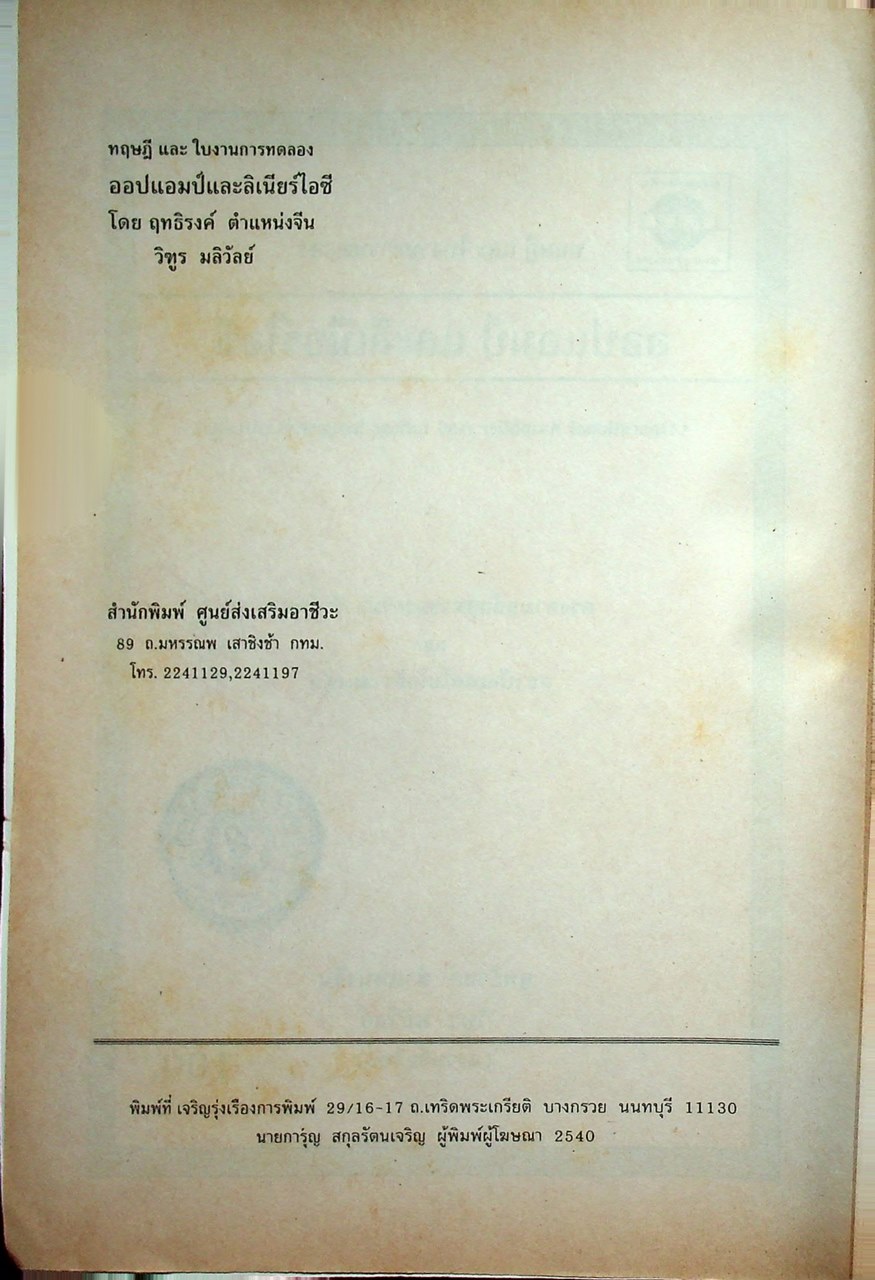 ทฤษฎี และ ใบงานการทดลอง
ออปแอมป์และลิเนียร์ไอซี
โดย ฤทธิรงค์ ตำแหน่งจีน
วิฑูร มลิวัลย์
สำนักพิมพ์ ศูนย์ส่งเสริมอาชีวะ
89 ถ.มหรรณพ เสาชิงช้า กทม.
โทร. 2241129,2241197
พิมพ์ที่ เจริญรุ่งเรืองการพิมพ์ 29/16-17 ถ.เทริดพระเกรียติ บางกรวย นนทบุรี 11130
นายการุ่ญ สกุลรัตนเจริญ ผู้พิมพ์ผู้โฆษณา 2540